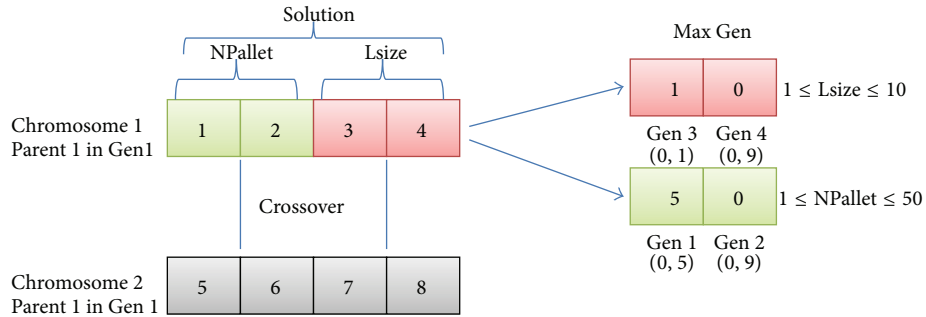 Solution
NPallet
Lsize
Chromosome 1
Parent 1 in Gen1
1 2 3 4
Crossover
Chromosome 2
Parent 1 in Gen 1
5 6 7 8
Max Gen
1 0
1 ≤ Lsize ≤ 10
Gen 3 Gen 4
(0, 1) (0, 9)
5 0
1 ≤ NPallet ≤ 50
Gen 1 Gen 2
(0, 5) (0, 9)